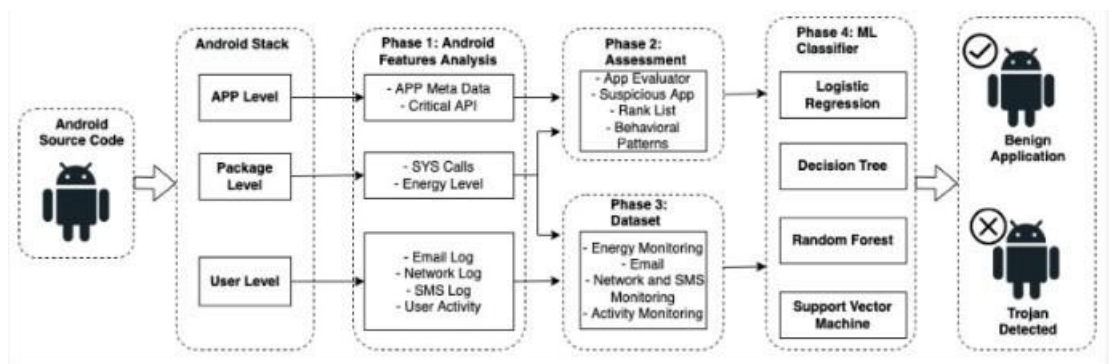 Android
Source Code
Android Stack
APP Level
Package
Level
User Level
Phase 1: Android
Features Analysis
- APP Meta Data
- Critical API
- SYS Calls
- Energy Level
- Email Log
- Network Log
- SMS Log
- User Activity
Phase 2:
Assessment
- App Evaluator
- Suspicious App
- Rank List
- Behavioral
Patterns
Phase 3:
Dataset
- Energy Monitoring
- Email
- Network and SMS
Monitoring
- Activity Monitoring
Phase 4: ML
Classifier
Logistic
Regression
Decision Tree
Random Forest
Support Vector
Machine
Benign
Application
Trojan
Detected